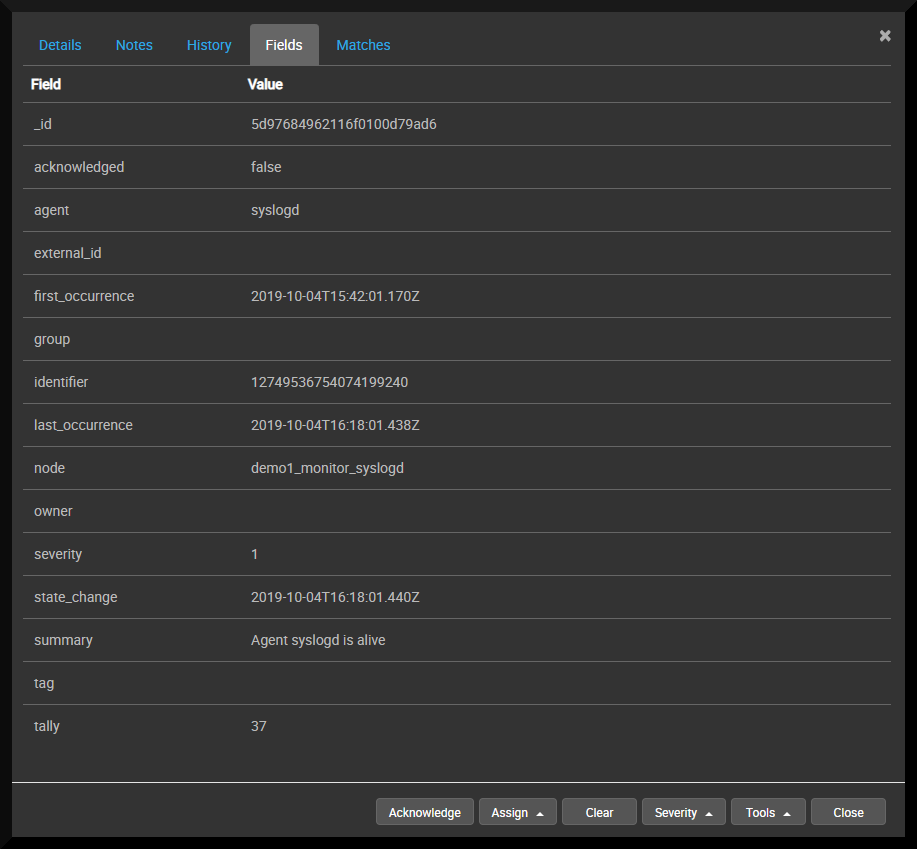 Details Notes History Fields Matches ×
Field Value
_id 5d97684962116f0100d79ad6
acknowledged false
agent syslogd
external_id
first_occurrence 2019-10-04T15:42:01.170Z
group
identifier 12749536754074199240
last_occurrence 2019-10-04T16:18:01.438Z
node demo1_monitor_syslogd
owner
severity 1
state_change 2019-10-04T16:18:01.440Z
summary Agent syslogd is alive
tag
tally 37
Acknowledge Assign Clear Severity Tools Close